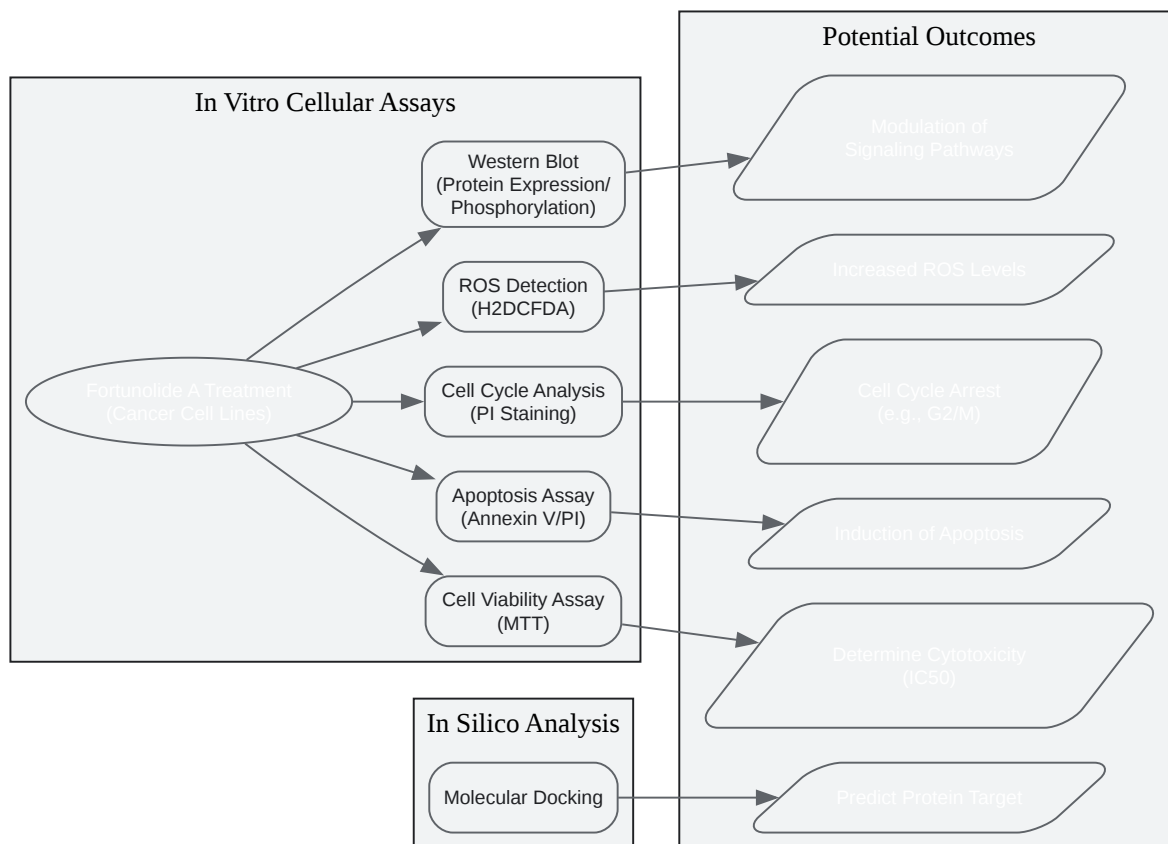 Potential Outcomes
In Vitro Cellular Assays
Modulation of
Signaling Pathways
Western Blot
(Protein Expression/
Phosphorylation)
Increased ROS Levels
ROS Detection
(H2DCFDA)
Fortunolide A Treatment
(Cancer Cell Lines)
Cell Cycle Analysis
(PI Staining)
Cell Cycle Arrest
(e.g., G2/M)
Apoptosis Assay
(Annexin V/PI)
Induction of Apoptosis
Cell Viability Assay
(MTT)
Determine Cytotoxicity
(IC50)
In Silico Analysis
Molecular Docking
Predict Protein Target